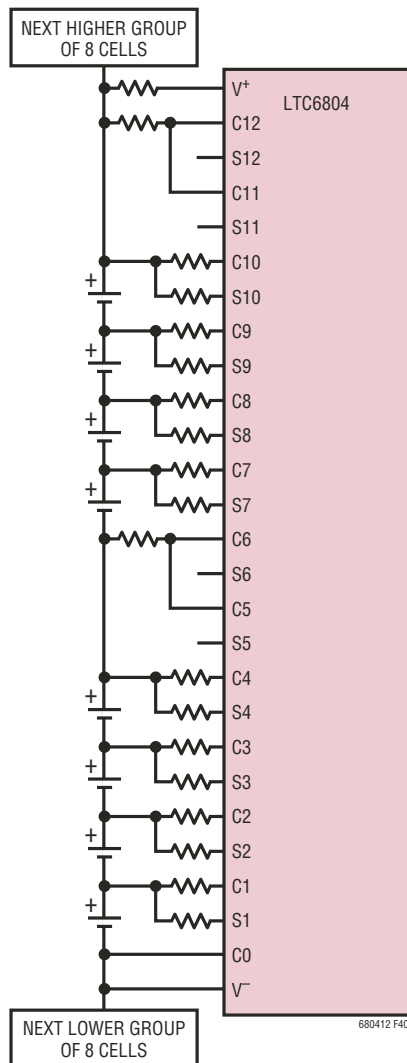 NEXT HIGHER GROUP
OF 8 CELLS
LTC6804
V+
C12
S12
C11
S11
C10
+
S10
C9
+
S9
C8
+
S8
C7
+
S7
C6
S6
C5
S5
C4
+
S4
C3
+
S3
C2
+
S2
C1
+
S1
C0
V–
NEXT LOWER GROUP
OF 8 CELLS
680412 F40